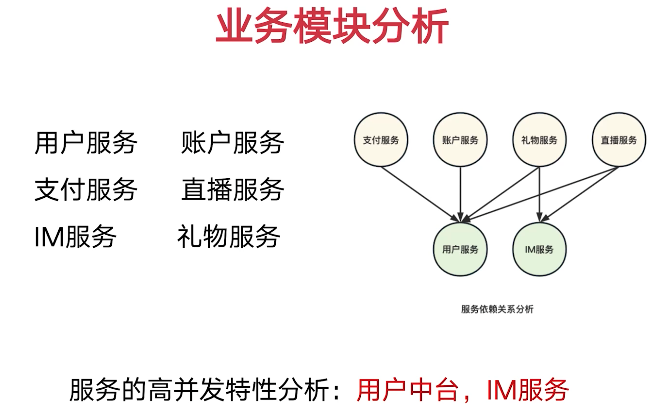 业务模块分析
用户服务 账户服务
支付服务 直播服务
IM服务 礼物服务
支付服务 账户服务 礼物服务 直播服务
用户服务 IM服务
服务依赖关系分析
服务的高并发特性分析：用户中台，IM服务